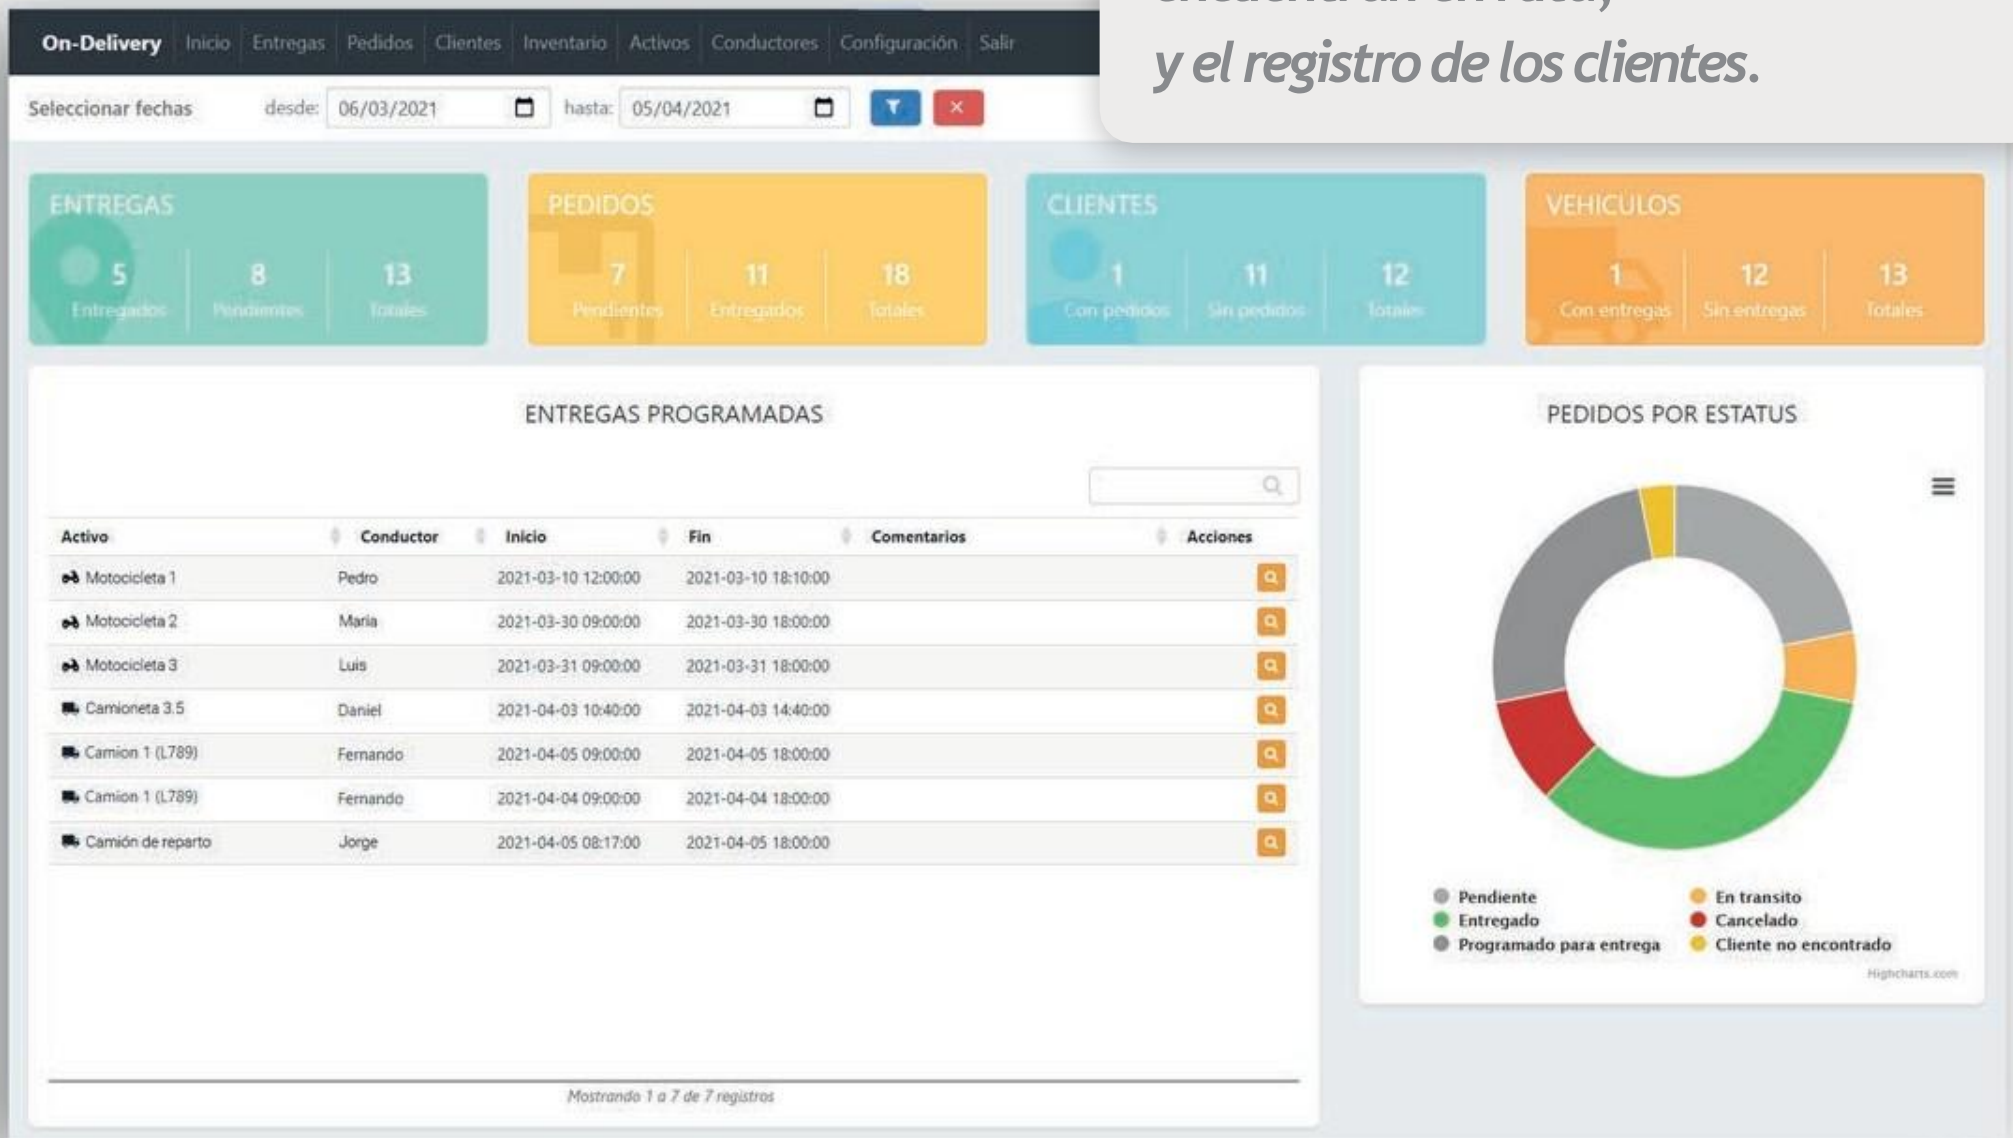 y el registro de los clientes.
On-Delivery Inicio Entregas Pedidos Clientes Inventario Activos Conductores Configuración Salir
Seleccionar fechas desde: 06/03/2021 hasta: 05/04/2021
ENTREGAS
5 8 13
Entregados Pendientes Totales
PEDIDOS
7 11 18
Pendientes Entregados Totales
CLIENTES
1 11 12
Con pedidos Sin pedidos Totales
VEHICULOS
1 12 13
Con entregas Sin entregas Totales
ENTREGAS PROGRAMADAS
Activo Conductor Inicio Fin Comentarios Acciones
Motocicleta 1 Pedro 2021-03-10 12:00:00 2021-03-10 18:10:00
Motocicleta 2 Maria 2021-03-30 09:00:00 2021-03-30 18:00:00
Motocicleta 3 Luis 2021-03-31 09:00:00 2021-03-31 18:00:00
Camioneta 3.5 Daniel 2021-04-03 10:40:00 2021-04-03 14:40:00
Camion 1 (L789) Fernando 2021-04-05 09:00:00 2021-04-05 18:00:00
Camion 1 (L789) Fernando 2021-04-04 09:00:00 2021-04-04 18:00:00
Camión de reparto Jorge 2021-04-05 08:17:00 2021-04-05 18:00:00
Mostrando 1 a 7 de 7 registros
PEDIDOS POR ESTATUS
Pendiente En transito
Entregado Cancelado
Programado para entrega Cliente no encontrado
Highcharts.com